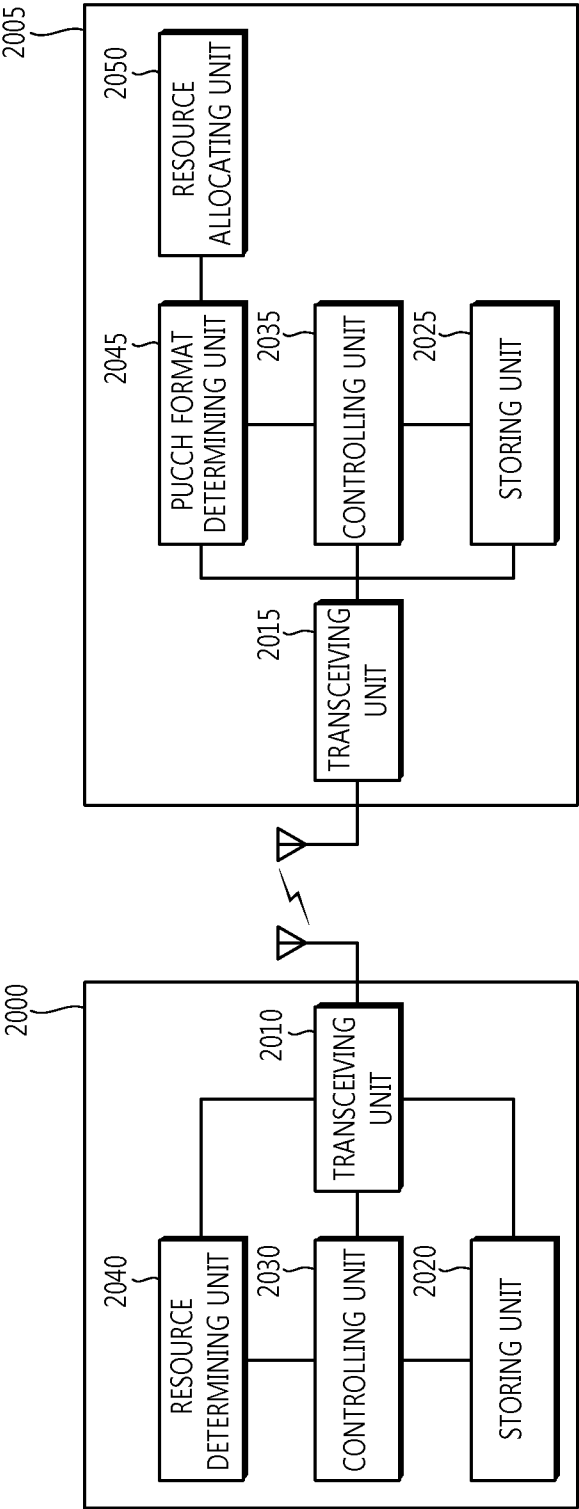 2000
2040
RESOURCE
DETERMINING UNIT
2030
CONTROLLING UNIT
2020
STORING UNIT
2010
TRANSCEIVING
UNIT
2005
2015
TRANSCEIVING
UNIT
2045
PUCCH FORMAT
DETERMINING UNIT
2035
CONTROLLING UNIT
2025
STORING UNIT
2050
RESOURCE
ALLOCATING UNIT